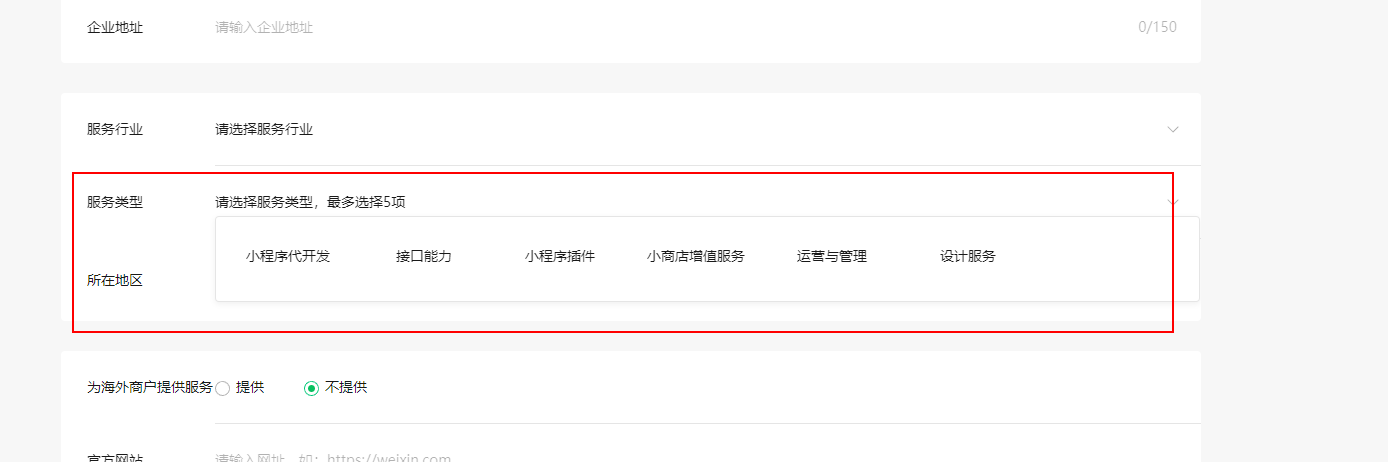 企业地址 请输入企业地址 0/150
服务行业 请选择服务行业
服务类型 请选择服务类型，最多选择5项
小程序代开发 接口能力 小程序插件 小商店增值服务 运营与管理 设计服务
所在地区
为海外商户提供服务 提供 不提供
官方网站 请输入网址，如：https://weixin.com